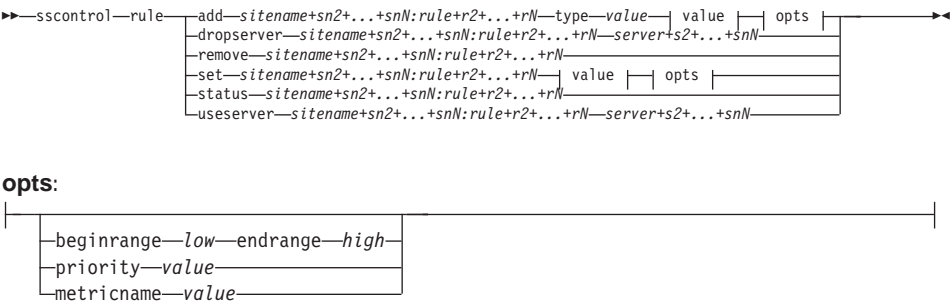 sscontrol rule add sitename+sn2+...+snN:rule+r2+...+rN type value value opts
dropserver sitename+sn2+...+snN:rule+r2+...+rN server+s2+...+snN
remove sitename+sn2+...+snN:rule+r2+...+rN
set sitename+sn2+...+snN:rule+r2+...+rN value opts
status sitename+sn2+...+snN:rule+r2+...+rN
useserver sitename+sn2+...+snN:rule+r2+...+rN server+s2+...+snN
opts:
beginrange low endrange high
priority value
metricname value